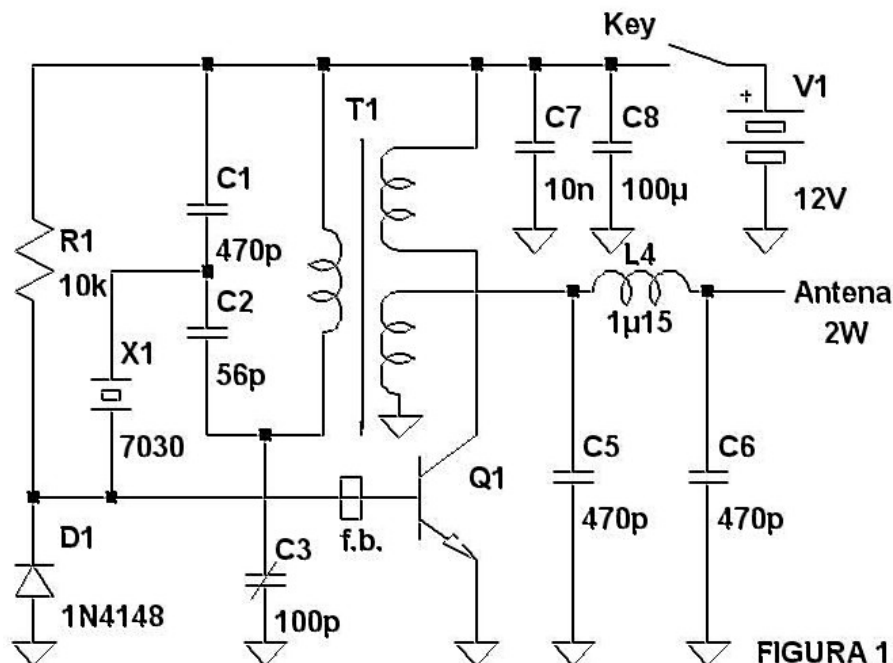 Key
V1
+
12V
T1
C7
10n
C8
100µ
C1
470p
R1
10k
C2
56p
X1
7030
L4
1µ15
Antena
2W
C5
470p
C6
470p
Q1
f.b.
D1
1N4148
C3
100p
FIGURA 1